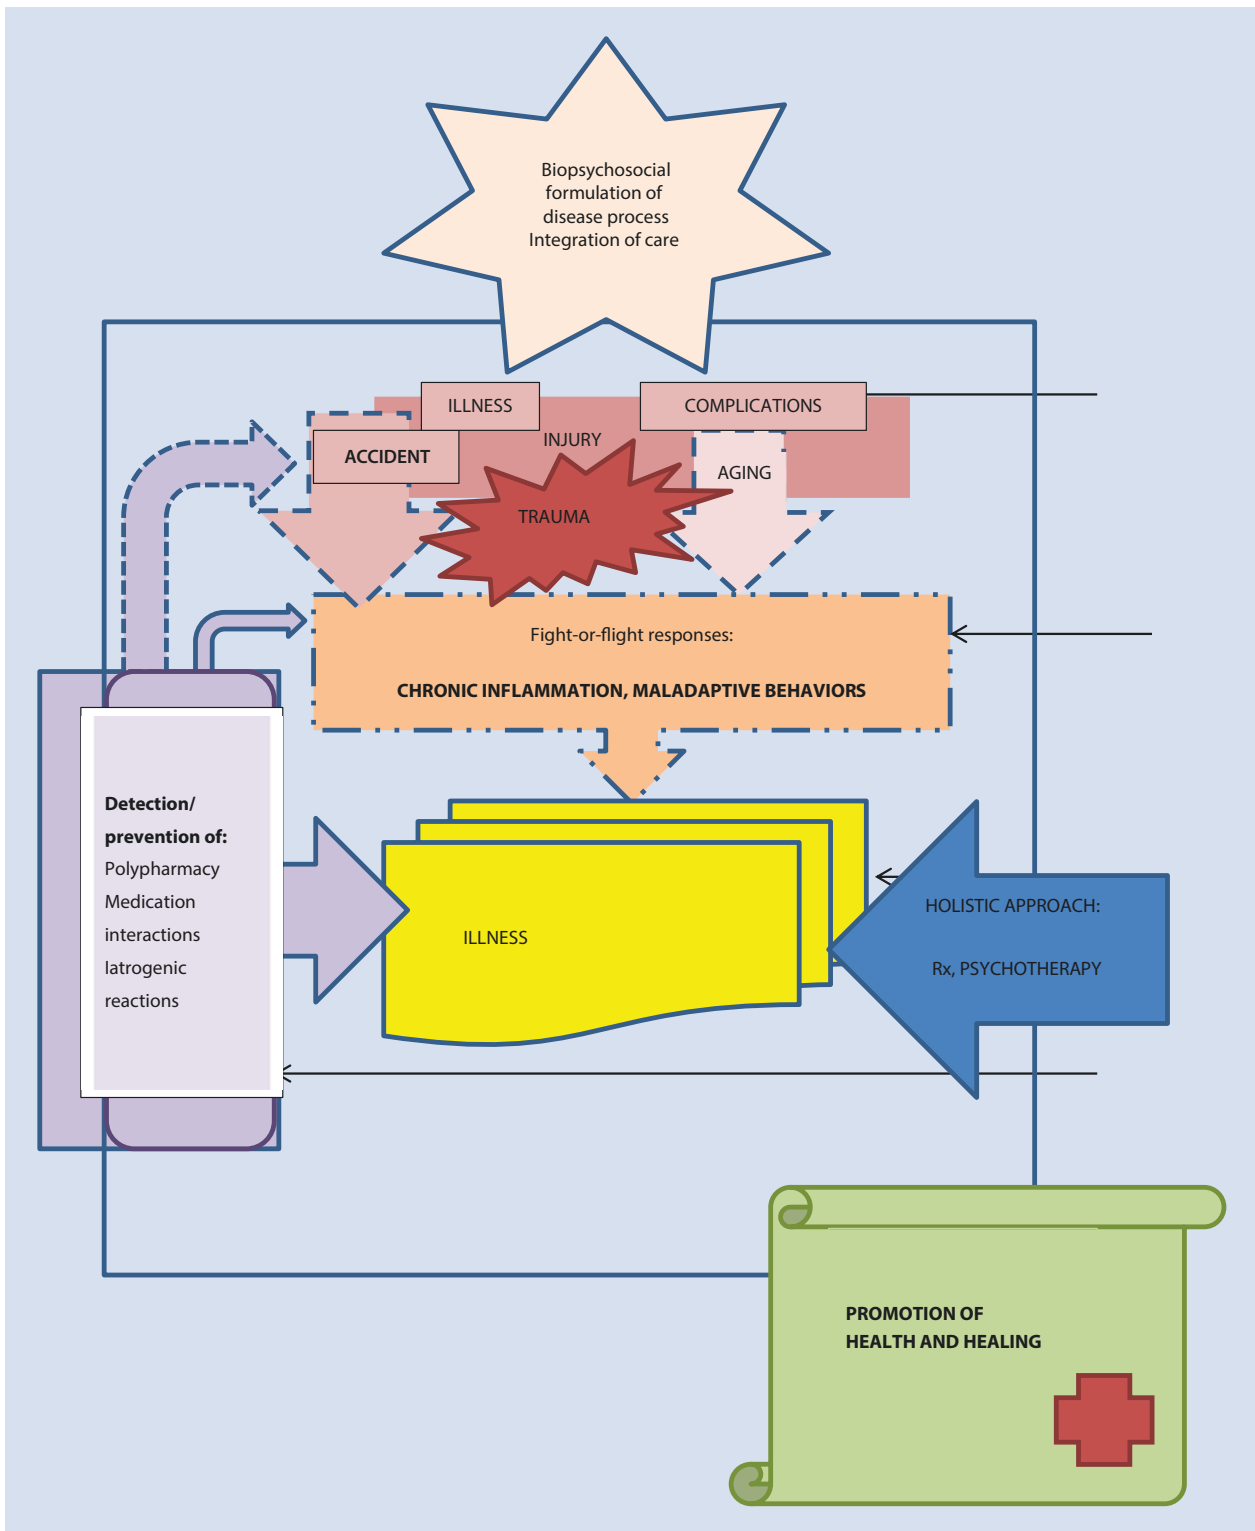 Biopsychosocial
formulation of
disease process
Integration of care
ILLNESS
COMPLICATIONS
INJURY
ACCIDENT
AGING
TRAUMA
Fight-or-flight responses:
CHRONIC INFLAMMATION, MALADAPTIVE BEHAVIORS
Detection/
prevention of:
Polypharmacy
Medication
interactions
Iatrogenic
reactions
ILLNESS
HOLISTIC APPROACH:
Rx, PSYCHOTHERAPY
PROMOTION OF
HEALTH AND HEALING